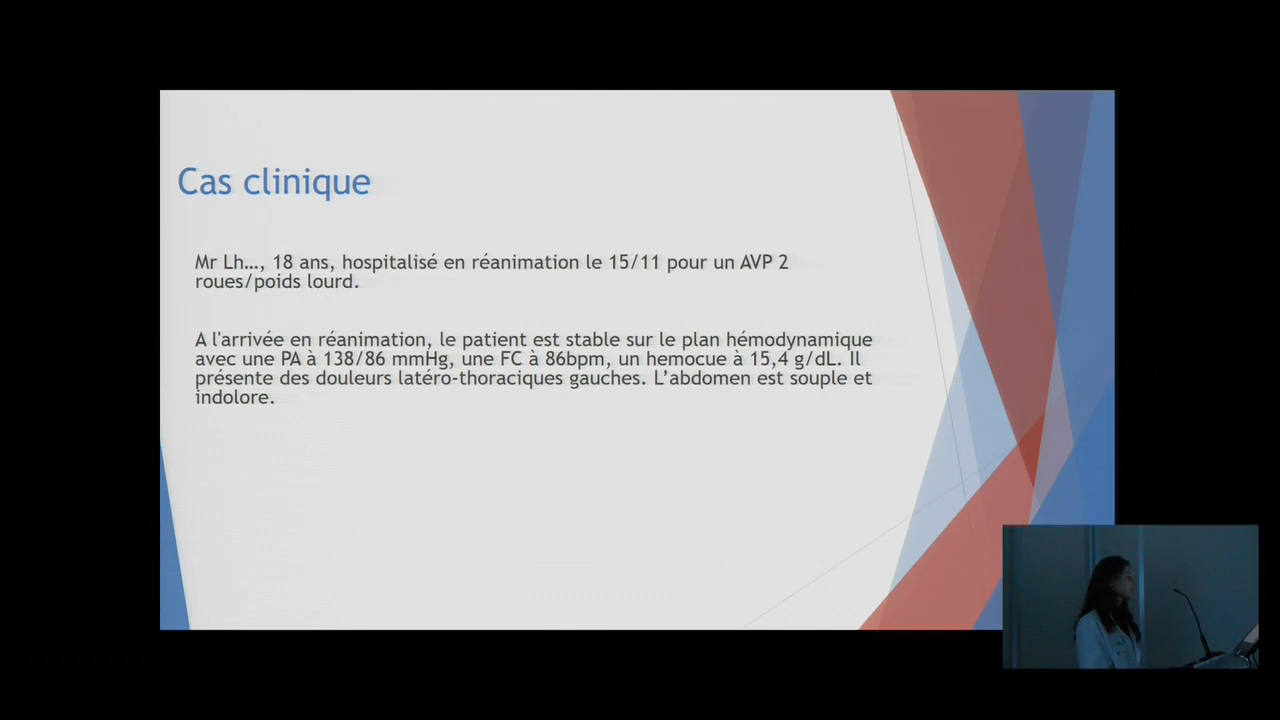 Cas clinique
Mr Lh..., 18 ans, hospitalisé en réanimation le 15/11 pour un AVP 2
roues/poids lourd.
A l'arrivée en réanimation, le patient est stable sur le plan hémodynamique
avec une PA à 138/86 mmHg, une FC à 86bpm, un hemocue à 15,4 g/dL. Il
présente des douleurs latéro-thoraciques gauches. L’abdomen est souple et
indolore.